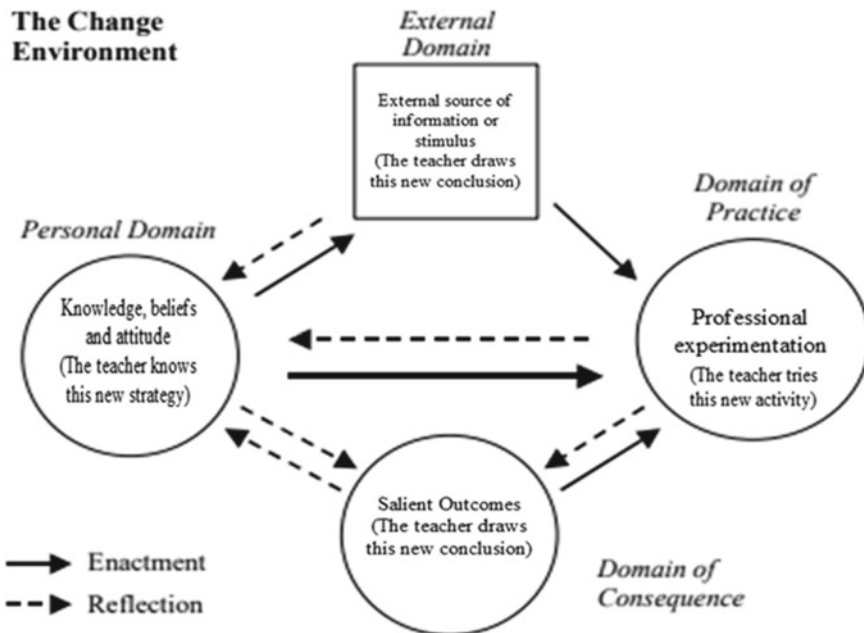 The Change
Environment
External
Domain
External source of
information or
stimulus
(The teacher draws
this new conclusion)
Domain of
Practice
Personal Domain
Knowledge, beliefs
and attitude
(The teacher knows
this new strategy)
Professional
experimentation
(The teacher tries
this new activity)
Salient Outcomes
(The teacher draws
this new conclusion)
Domain of
Consequence
Enactment
Reflection